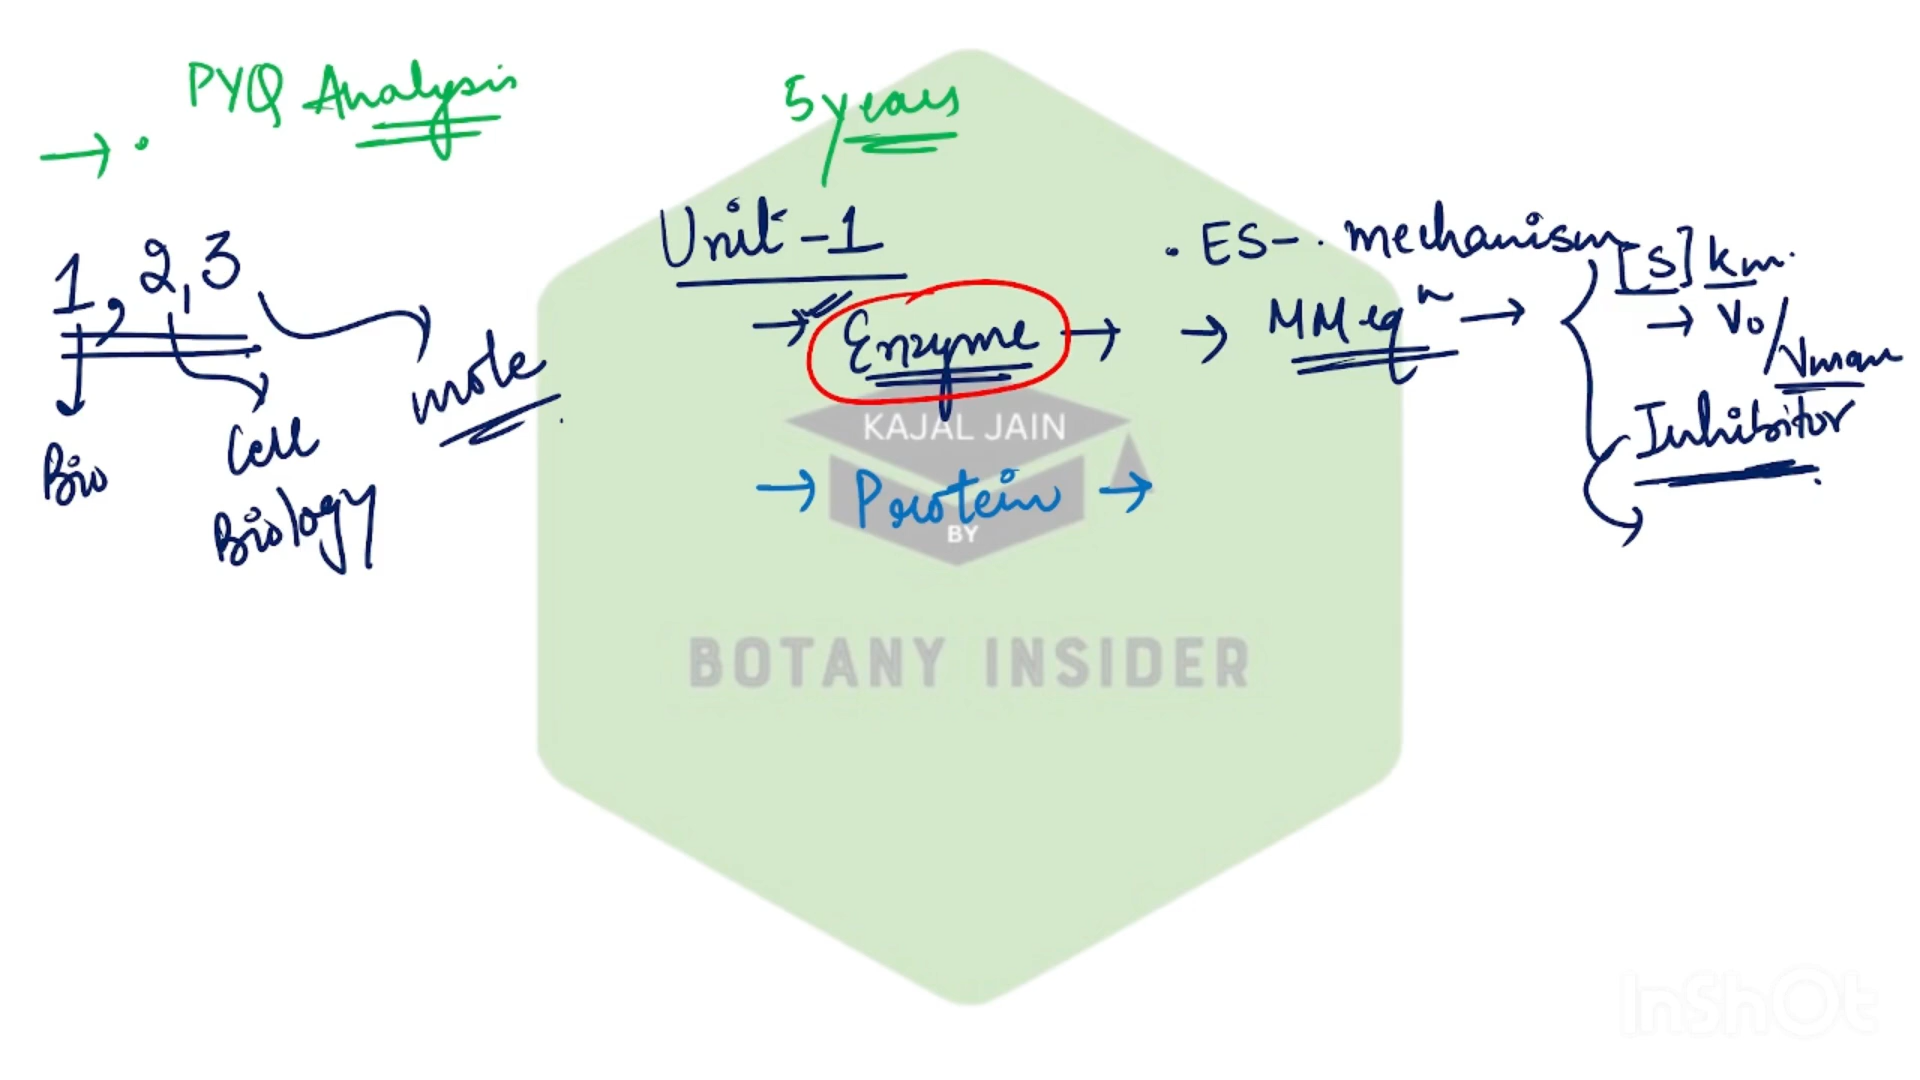 → • PYQ Analysis
5 years
1, 2, 3
Bio
Cell
Biology
mole
Unit-1
→ Enzyme →
→ Protein →
• ES- • mechanism
→ MM eqn →
[S] km.
→ V0/Vmax
Inhibitor
KAJAL JAIN
BY
BOTANY INSIDER
InShOt